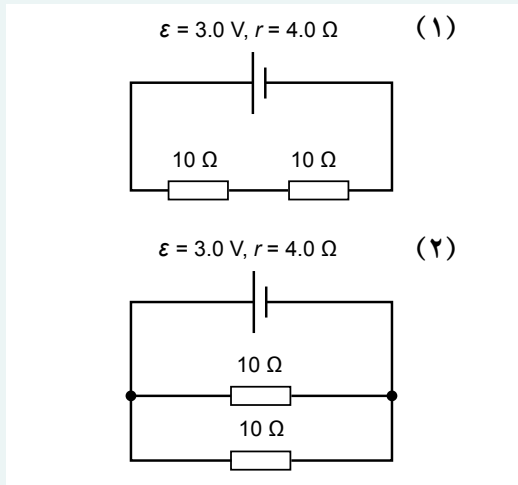 ε = 3.0 V, r = 4.0 Ω (١)
10 Ω 10 Ω
ε = 3.0 V, r = 4.0 Ω (٢)
10 Ω
10 Ω